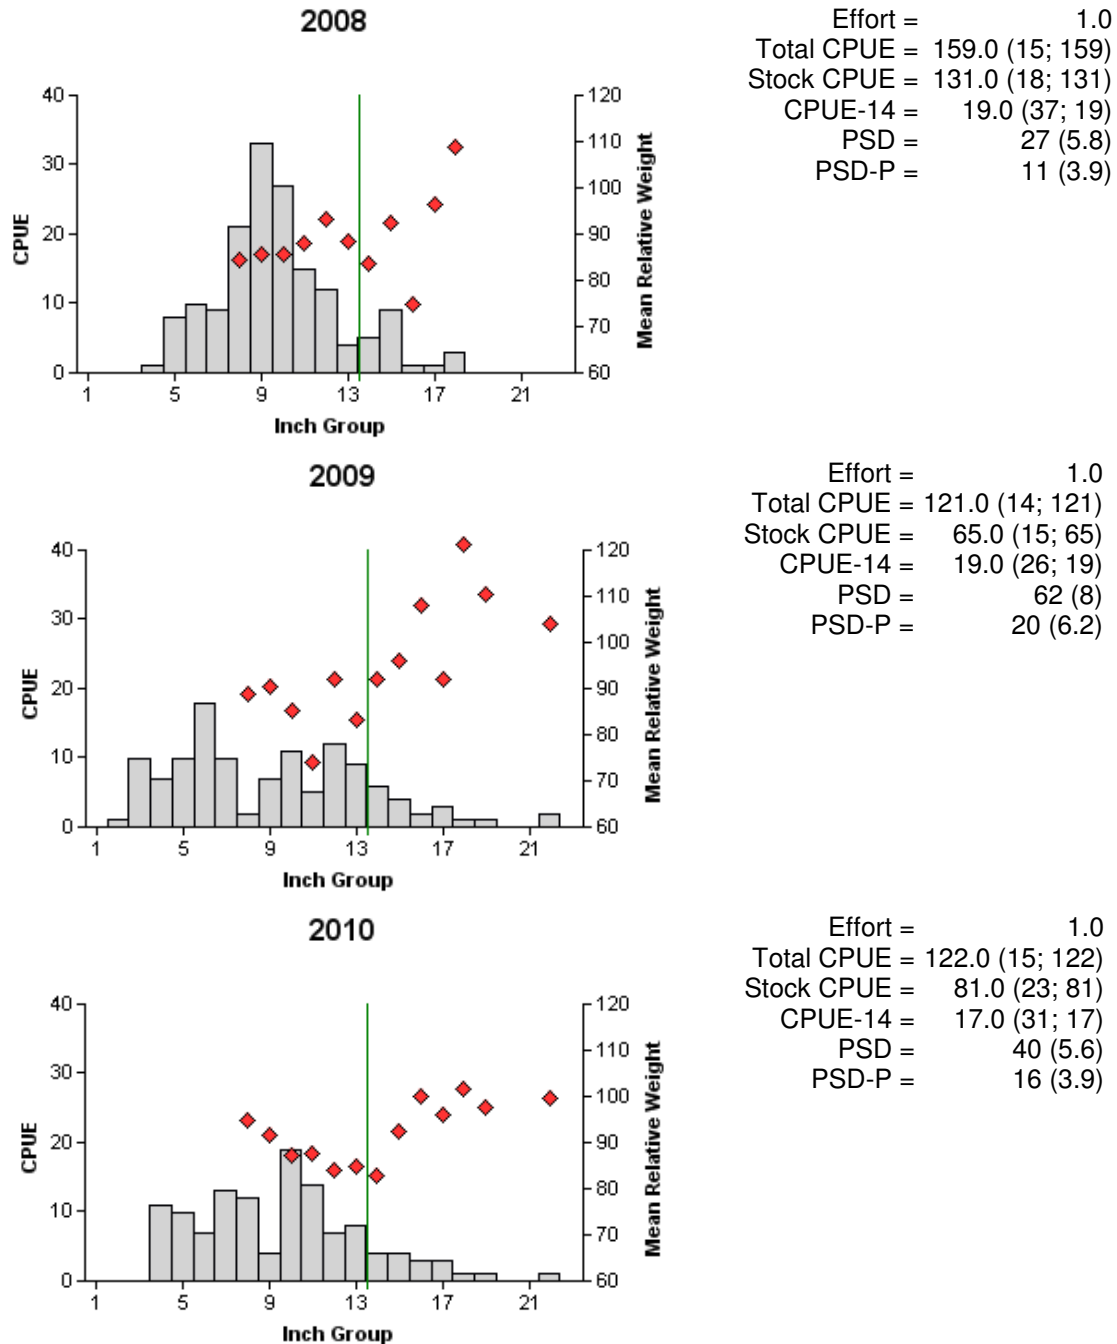 2008
Effort = 1.0
Total CPUE = 159.0 (15; 159)
Stock CPUE = 131.0 (18; 131)
CPUE-14 = 19.0 (37; 19)
PSD = 27 (5.8)
PSD-P = 11 (3.9)
40
30
20
10
0
CPUE
120
110
100
90
80
70
60
Mean Relative Weight
1 5 9 13 17 21
Inch Group
2009
Effort = 1.0
Total CPUE = 121.0 (14; 121)
Stock CPUE = 65.0 (15; 65)
CPUE-14 = 19.0 (26; 19)
PSD = 62 (8)
PSD-P = 20 (6.2)
40
30
20
10
0
CPUE
120
110
100
90
80
70
60
Mean Relative Weight
1 5 9 13 17 21
Inch Group
2010
Effort = 1.0
Total CPUE = 122.0 (15; 122)
Stock CPUE = 81.0 (23; 81)
CPUE-14 = 17.0 (31; 17)
PSD = 40 (5.6)
PSD-P = 16 (3.9)
40
30
20
10
0
CPUE
120
110
100
90
80
70
60
Mean Relative Weight
1 5 9 13 17 21
Inch Group